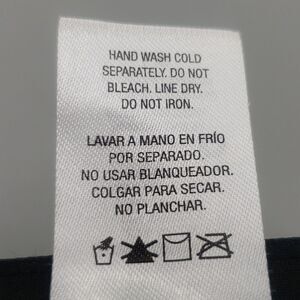 HAND WASH COLD
SEPARATELY. DO NOT
BLEACH. LINE DRY.
DO NOT IRON.
LAVAR A MANO EN FRÍO
POR SEPARADO.
NO USAR BLANQUEADOR.
COLGAR PARA SECAR.
NO PLANCHAR.